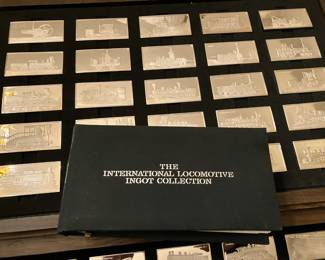 THE
INTERNATIONAL LOCOMOTIVE
INGOT COLLECTION